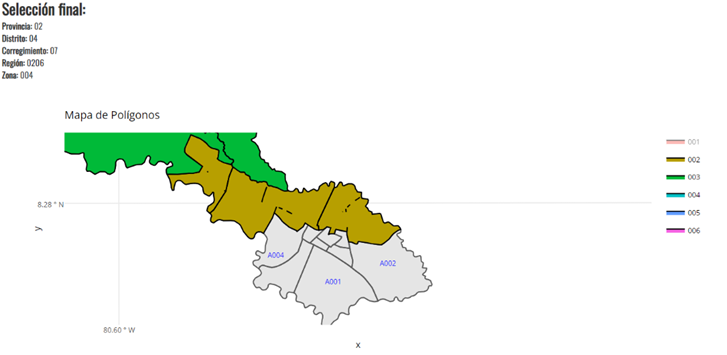 Selección final:
Provincia: 02
Distrito: 04
Corregimiento: 07
Región: 0206
Zona: 004
Mapa de Polígonos
001
002
003
004
005
006
8.28 ° N
y
A004
A002
A001
80.60 ° W
x